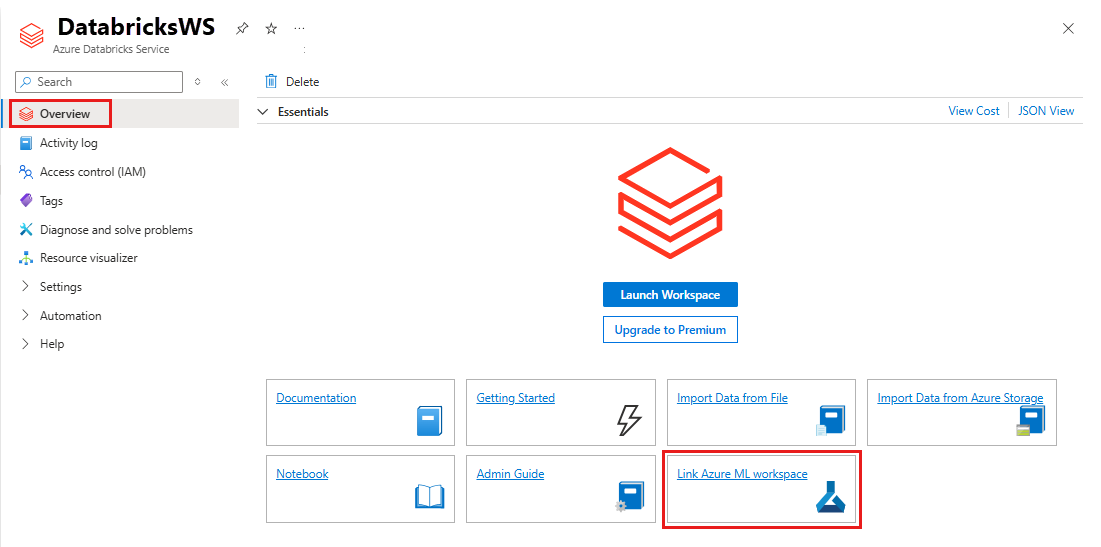 DatabricksWS
Azure Databricks Service
Search
Overview
Activity log
Access control (IAM)
Tags
Diagnose and solve problems
Resource visualizer
Settings
Automation
Help
Delete
Essentials
View Cost
JSON View
Launch Workspace
Upgrade to Premium
Documentation
Getting Started
Import Data from File
Import Data from Azure Storage
Notebook
Admin Guide
Link Azure ML workspace